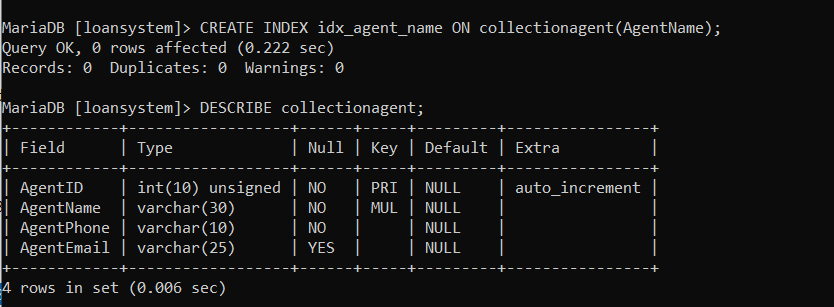 MariaDB [loansystem]> CREATE INDEX idx_agent_name ON collectionagent(AgentName);
Query OK, 0 rows affected (0.222 sec)
Records: 0  Duplicates: 0  Warnings: 0

MariaDB [loansystem]> DESCRIBE collectionagent;
+------------+------------------+------+-----+---------+----------------+
| Field      | Type             | Null | Key | Default | Extra          |
+------------+------------------+------+-----+---------+----------------+
| AgentID    | int(10) unsigned | NO   | PRI | NULL    | auto_increment |
| AgentName  | varchar(30)      | NO   | MUL | NULL    |                |
| AgentPhone | varchar(10)      | NO   |     | NULL    |                |
| AgentEmail | varchar(25)      | YES  |     | NULL    |                |
+------------+------------------+------+-----+---------+----------------+
4 rows in set (0.006 sec)